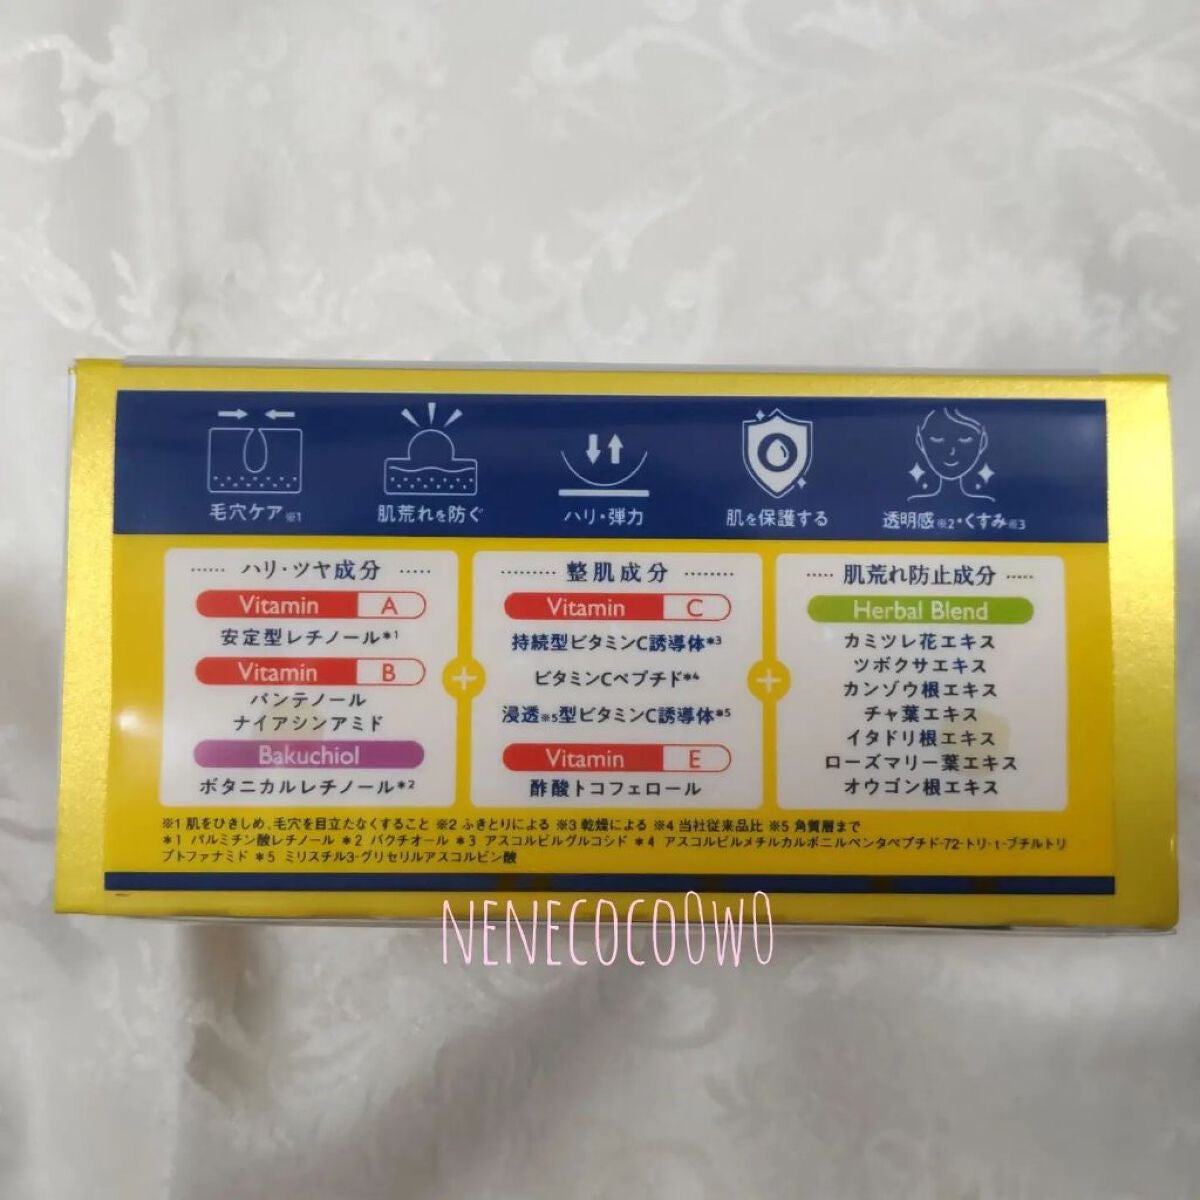 毛穴ケア※1
肌荒れを防ぐ
ハリ・弾力
肌を保護する
透明感※2・くすみ※3
ハリ・ツヤ成分
Vitamin A
安定型レチノール*1
Vitamin B
パンテノール
ナイアシンアミド
Bakuchiol
ボタニカルレチノール*2
+
整肌成分
Vitamin C
持続型ビタミンC誘導体*3
ビタミンCペプチド*4
浸透※5型ビタミンC誘導体*5
Vitamin E
酢酸トコフェロール
+
肌荒れ防止成分
Herbal Blend
カミツレ花エキス
ツボクサエキス
カンゾウ根エキス
チャ葉エキス
イタドリ根エキス
ローズマリー葉エキス
オウゴン根エキス
※1 肌をひきしめ、毛穴を目立たなくすること ※2 ふきとりによる ※3 乾燥による ※4 当社従来品比 ※5 角質層まで
*1 パルミチン酸レチノール *2 バクチオール *3 アスコルビルグルコシド *4 アスコルビルメチルカルボニルペンタペプチド-72-トリ-t-ブチルトリ
プトファナミド *5 ミリスチル3-グリセリルアスコルビン酸
NENECOCO0W0